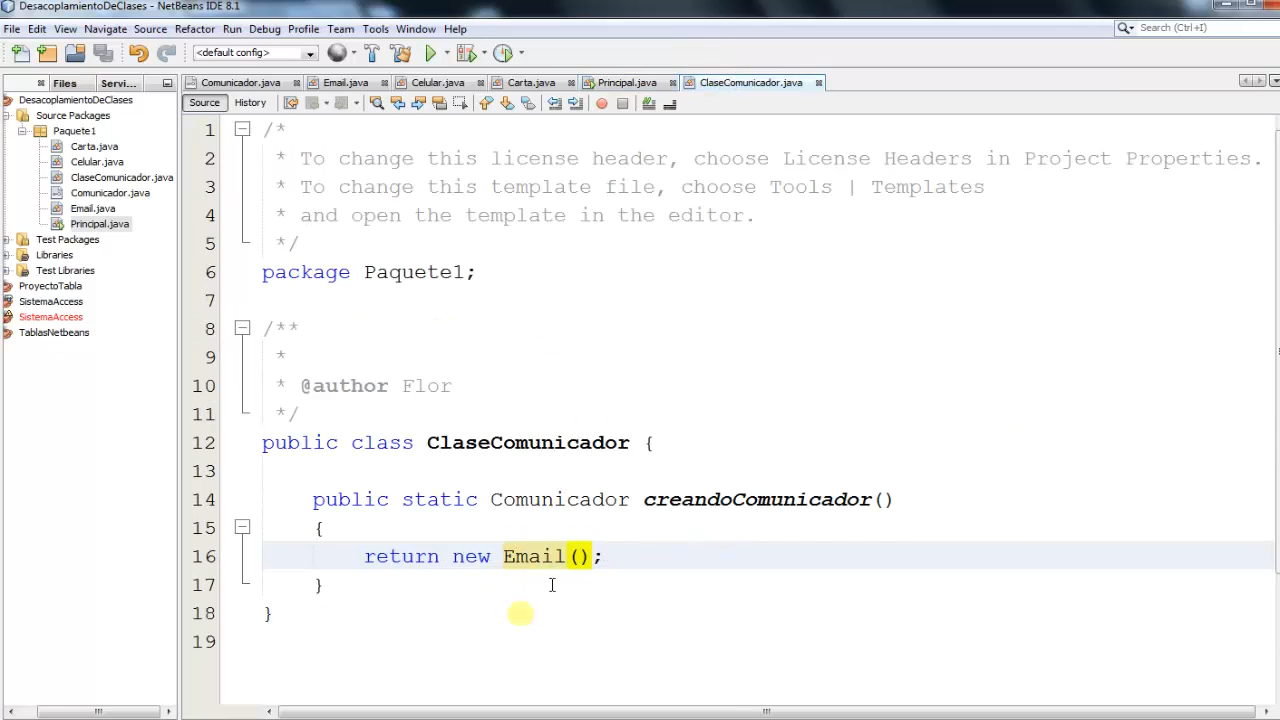 DesacoplamientoDeClases - NetBeans IDE 8.1
File Edit View Navigate Source Refactor Run Debug Profile Team Tools Window Help
Search (Ctrl+I)
<default config>
Files Servi...
Comunicador.java Email.java Celular.java Carta.java Principal.java ClaseComunicador.java
Source History
DesacoplamientoDeClases
Source Packages
Paquete1
Carta.java
Celular.java
ClaseComunicador.java
Comunicador.java
Email.java
Principal.java
Test Packages
Libraries
Test Libraries
ProyectoTabla
SistemaAccess
SistemaAccess
TablasNetbeans
1 /*
2 * To change this license header, choose License Headers in Project Properties.
3 * To change this template file, choose Tools | Templates
4 * and open the template in the editor.
5 */
6 package Paquete1;
7
8 /**
9 *
10 * @author Flor
11 */
12 public class ClaseComunicador {
13
14 public static Comunicador creandoComunicador()
15 {
16 return new Email();
17 }
18 }
19